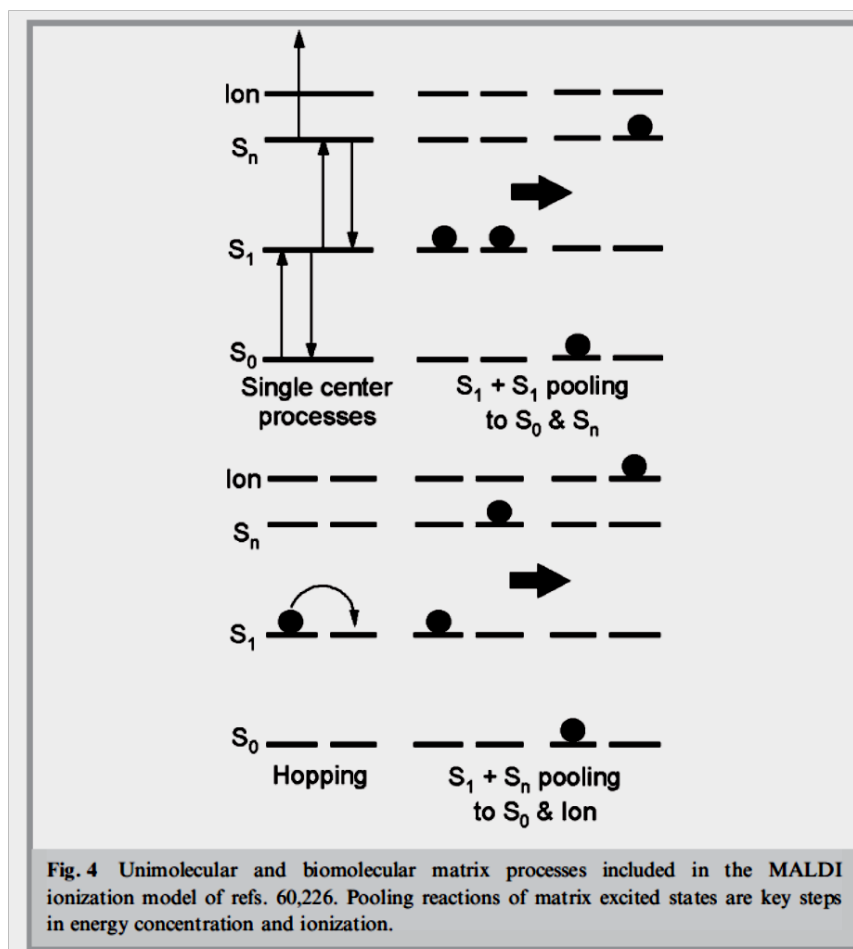 Ion
Sn
S1
S0
Single center
processes
S1 + S1 pooling
to S0 & Sn
Ion
Sn
S1
S0
Hopping
S1 + Sn pooling
to S0 & Ion
Fig. 4 Unimolecular and biomolecular matrix processes included in the MALDI
ionization model of refs. 60,226. Pooling reactions of matrix excited states are key steps
in energy concentration and ionization.